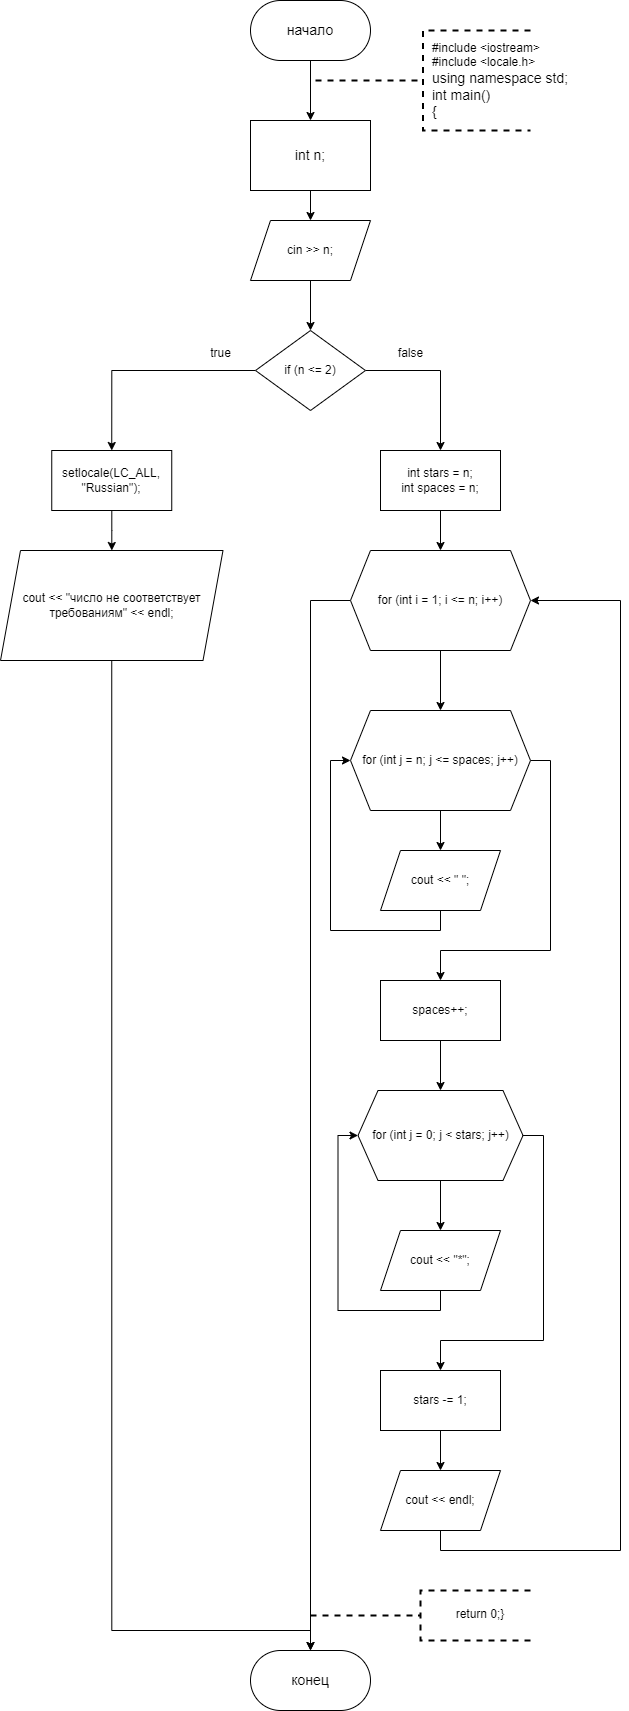 начало
#include <iostream>
#include <locale.h>
using namespace std;
int main()
{
int n;
cin >> n;
true
false
if (n <= 2)
setlocale(LC_ALL,
"Russian");
int stars = n;
int spaces = n;
cout << "число не соответствует
требованиям" << endl;
for (int i = 1; i <= n; i++)
for (int j = n; j <= spaces; j++)
cout << " ";
spaces++;
for (int j = 0; j < stars; j++)
cout << "*";
stars -= 1;
cout << endl;
return 0;}
конец